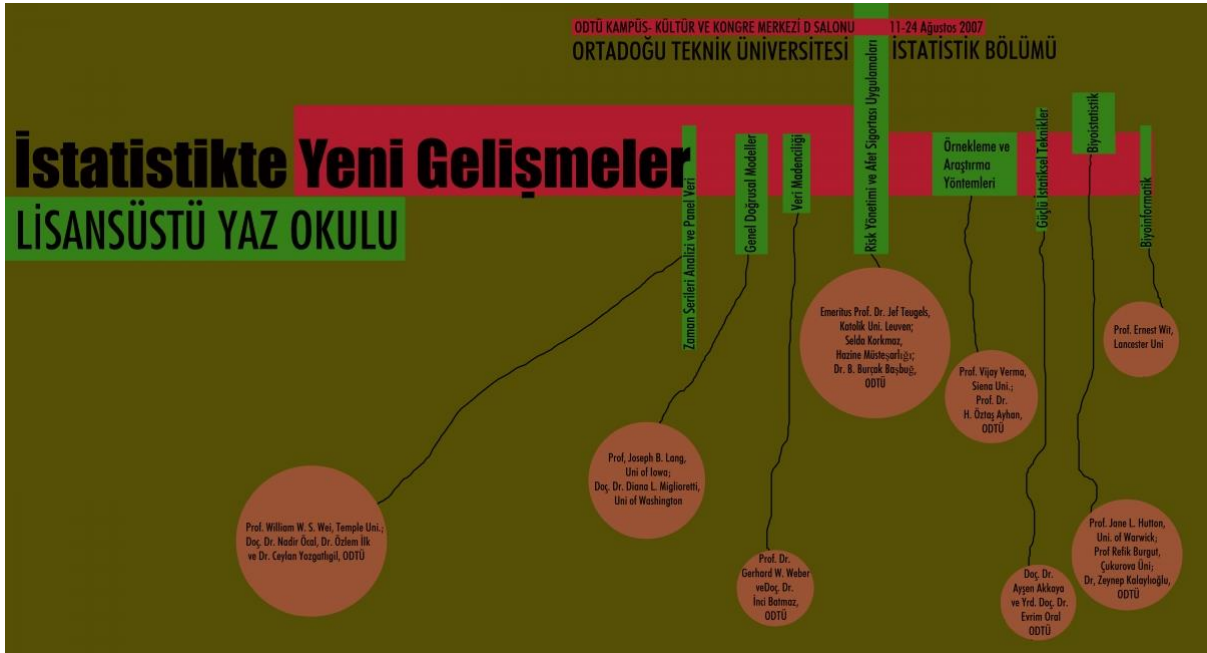 ODTÜ KAMPÜS- KÜLTÜR VE KONGRE MERKEZİ D SALONU 11-24 Ağustos 2007
ORTADOĞU TEKNİK ÜNİVERSİTESİ İSTATİSTİK BÖLÜMÜ
İstatistikte Yeni Gelişmeler
LİSANSÜSTÜ YAZ OKULU
Zaman Serileri Analizi ve Panel Veri
Genel Doğrusal Modeller
Veri Madenciliği
Risk Yönetimi ve Afet Sigortası Uygulamaları
Örnekleme ve
Araştırma
Yöntemleri
Güçlü İstatiksel Teknikler
Biyoistatistik
Biyoinformatik
Prof. William W. S. Wei, Temple Uni.;
Doç. Dr. Nadir Öcal, Dr. Özlem İlk
ve Dr. Ceylan Yozgatlıgil, ODTÜ
Prof, Joseph B. Lang,
Uni of Iowa;
Doç. Dr. Diana L. Miglioretti,
Uni of Washington
Prof. Dr.
Gerhard W. Weber
veDoç. Dr.
İnci Batmaz,
ODTÜ
Emeritus Prof. Dr. Jef Teugels,
Katolik Uni. Leuven;
Selda Korkmaz,
Hazine Müsteşarlığı;
Dr. B. Burçak Başbuğ,
ODTÜ
Prof. Vijay Verma,
Siena Uni.;
Prof. Dr.
H. Öztaş Ayhan,
ODTÜ
Doç. Dr.
Ayşen Akkaya
ve Yrd. Doç. Dr.
Evrim Oral
ODTÜ
Prof. Jane L. Hutton,
Uni. of Warwick;
Prof Refik Burgut,
Çukurova Üni;
Dr, Zeynep Kalaylıoğlu,
ODTÜ
Prof. Ernest Wit,
Lancester Uni